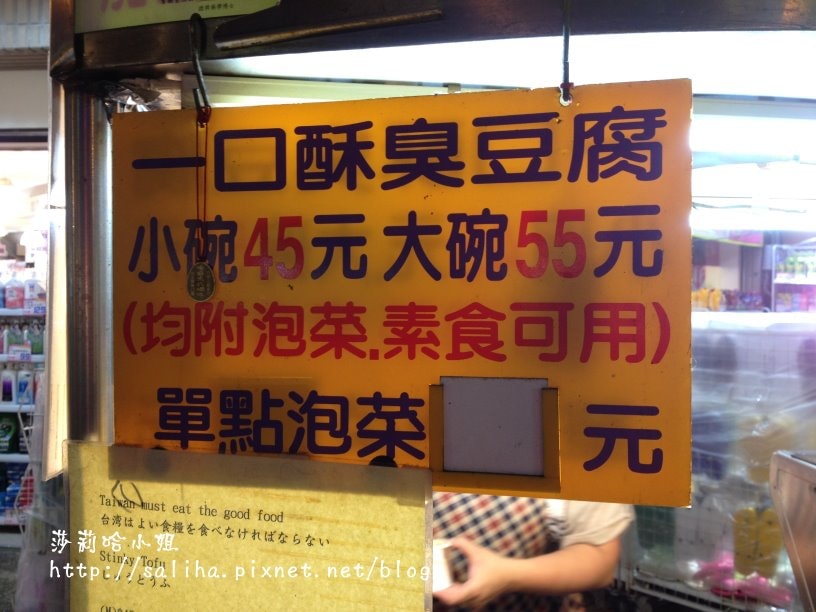 一口酥臭豆腐
小碗45元大碗55元
(均附泡菜.素食可用)
單點泡菜 元
Taiwan must eat the good food
台湾はよい食糧を食べなければならない
莎莉哈小姐
Stinky Tofu
http://saliha.pixnet.net/blog